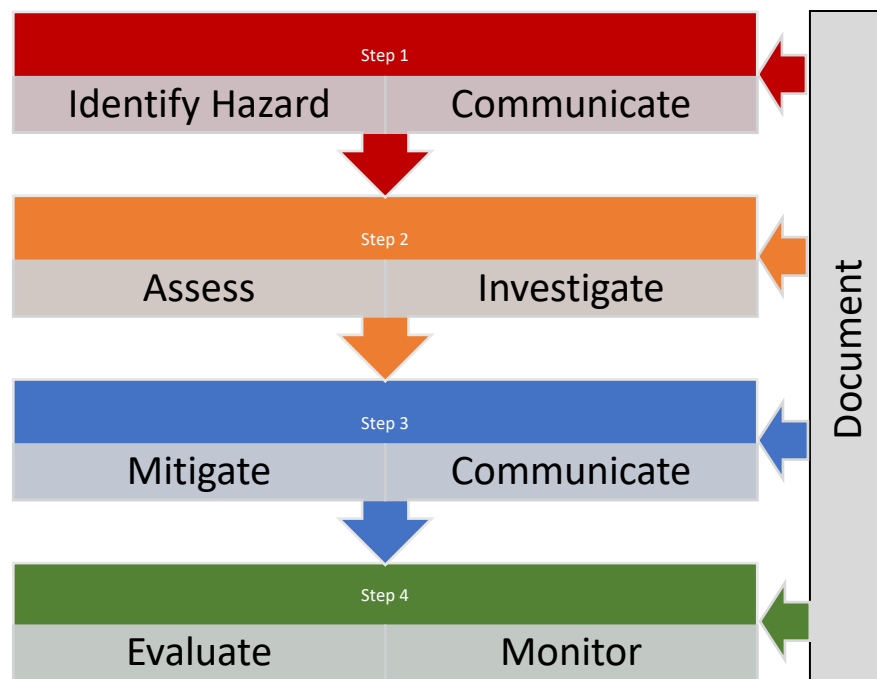 Step 1
Identify Hazard Communicate
Step 2
Assess Investigate
Step 3
Mitigate Communicate
Step 4
Evaluate Monitor
Document